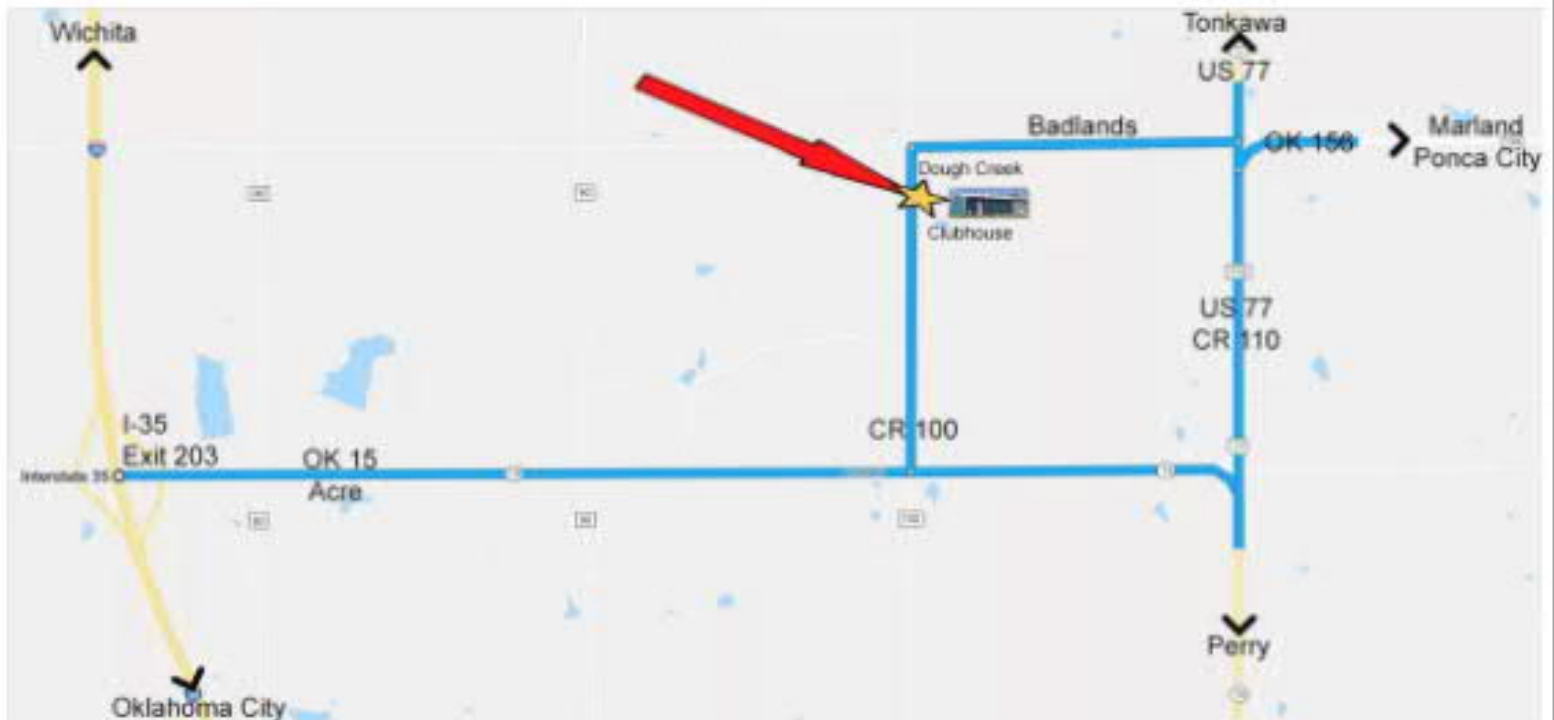 Wichita
Tonkawa
US 77
Badlands
OK 156
Marland
Ponca City
Dough Creek
Clubhouse
US 77
CR 110
I-35
Exit 203
CR 100
Interstate 35
OK 15
Acre
Perry
Oklahoma City